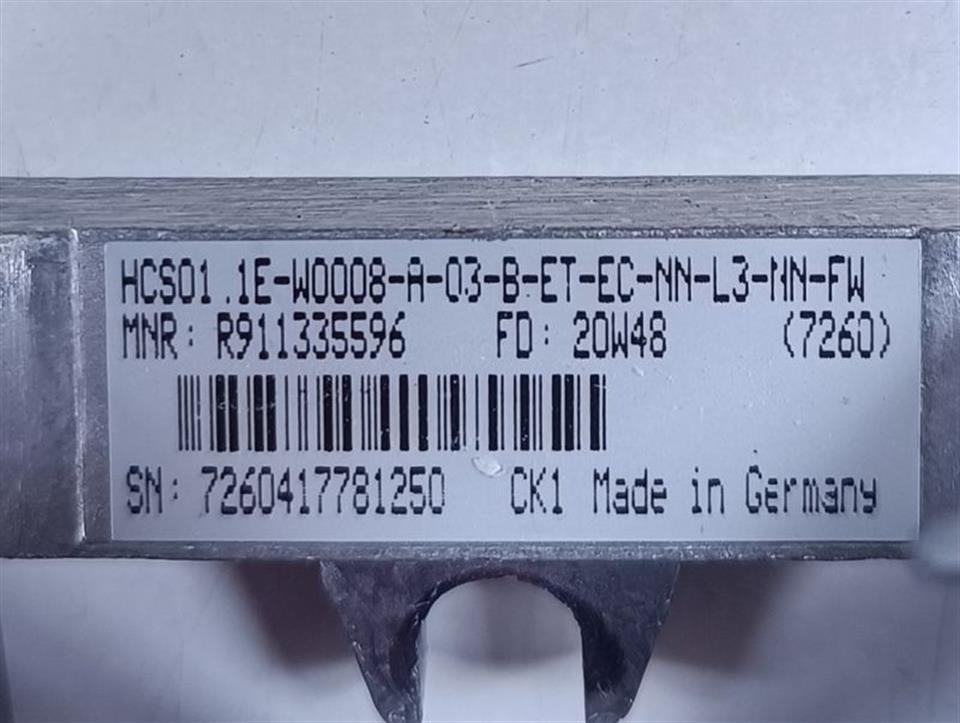 HCS01.1E-W0008-A-03-B-ET-EC-NN-L3-NN-FW
MNR: R911335596 FD: 20W48 (7260)
SN: 7260417781250 CK1 Made in Germany